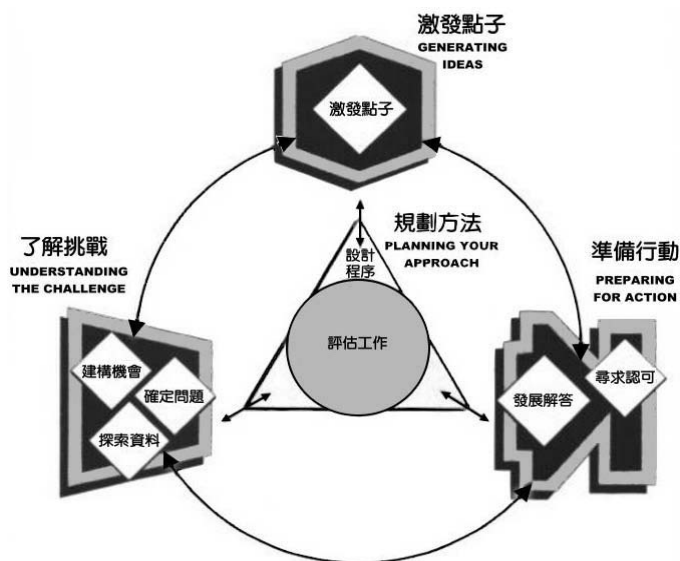 激發點子
GENERATING
IDEAS
激發點子
規劃方法
PLANNING YOUR
APPROACH
設計
程序
評估工作
了解挑戰
UNDERSTANDING
THE CHALLENGE
建構機會
確定問題
探索資料
準備行動
PREPARING
FOR ACTION
發展解答
尋求認可